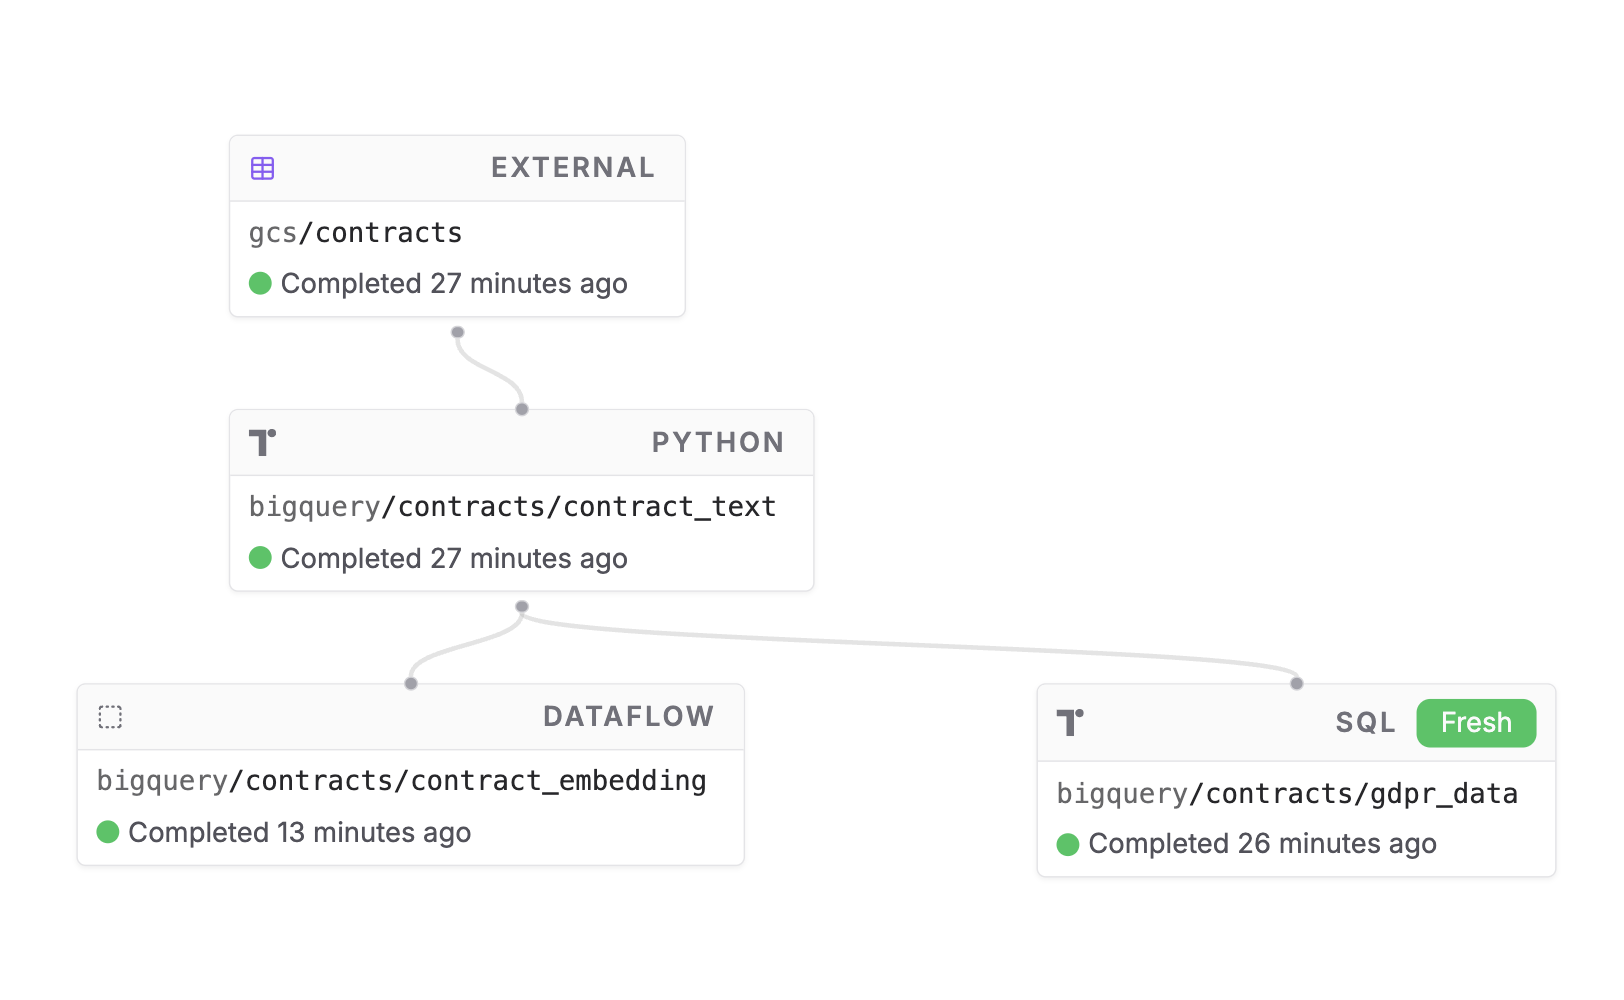 EXTERNAL
gcs/contracts
Completed 27 minutes ago
PYTHON
bigquery/contracts/contract_text
Completed 27 minutes ago
DATAFLOW
bigquery/contracts/contract_embedding
Completed 13 minutes ago
SQL Fresh
bigquery/contracts/gdpr_data
Completed 26 minutes ago